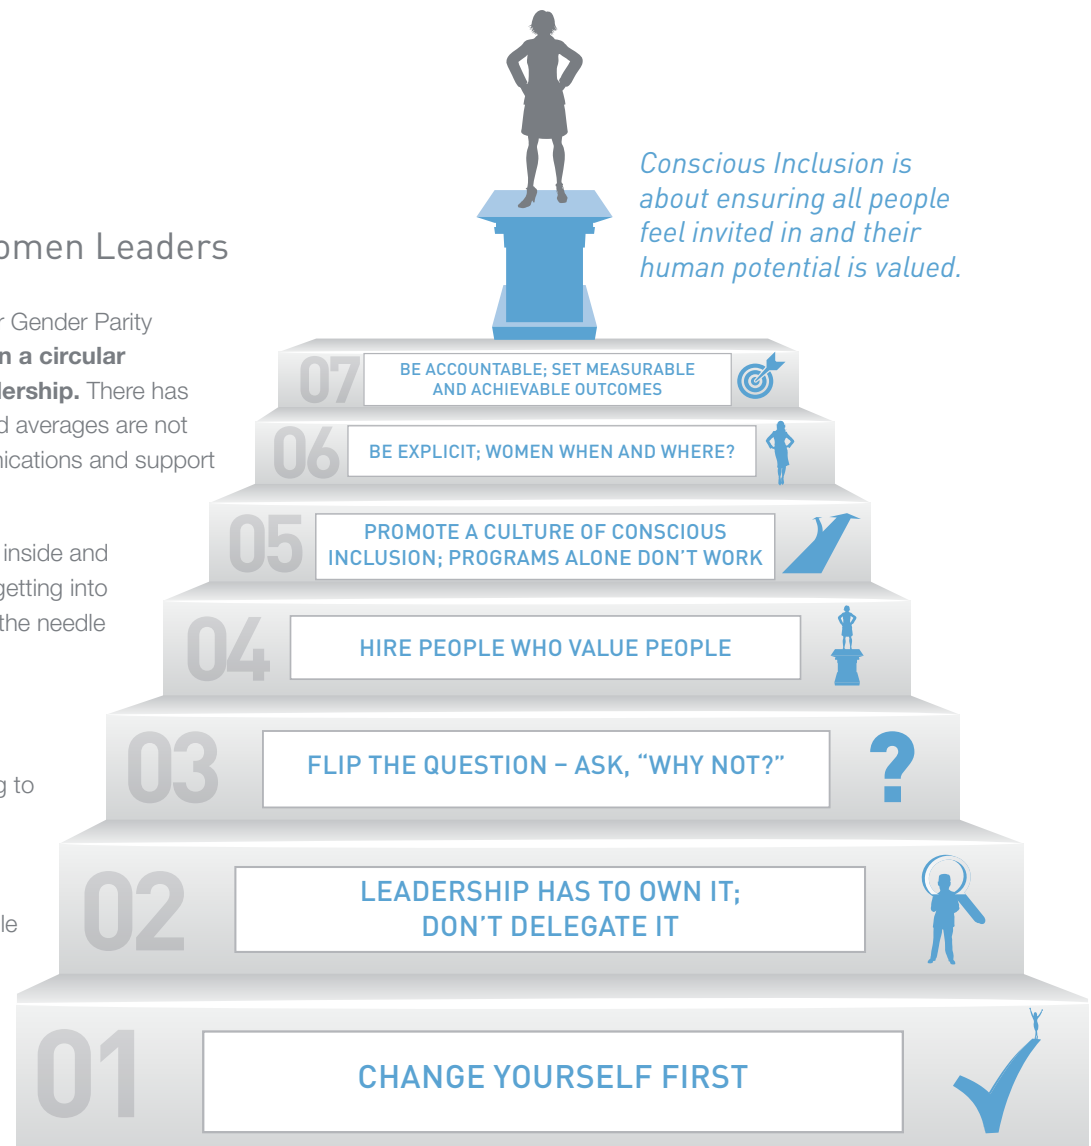 Women Leaders
Gender Parity
in a circular
leadership. There has
averages are not
communications and support
inside and
getting into
the needle
to
Conscious Inclusion is
about ensuring all people
feel invited in and their
human potential is valued.
07
BE ACCOUNTABLE; SET MEASURABLE
AND ACHIEVABLE OUTCOMES
06
BE EXPLICIT; WOMEN WHEN AND WHERE?
05
PROMOTE A CULTURE OF CONSCIOUS
INCLUSION; PROGRAMS ALONE DON'T WORK
04
HIRE PEOPLE WHO VALUE PEOPLE
03
FLIP THE QUESTION – ASK, “WHY NOT?”
02
LEADERSHIP HAS TO OWN IT;
DON'T DELEGATE IT
01
CHANGE YOURSELF FIRST